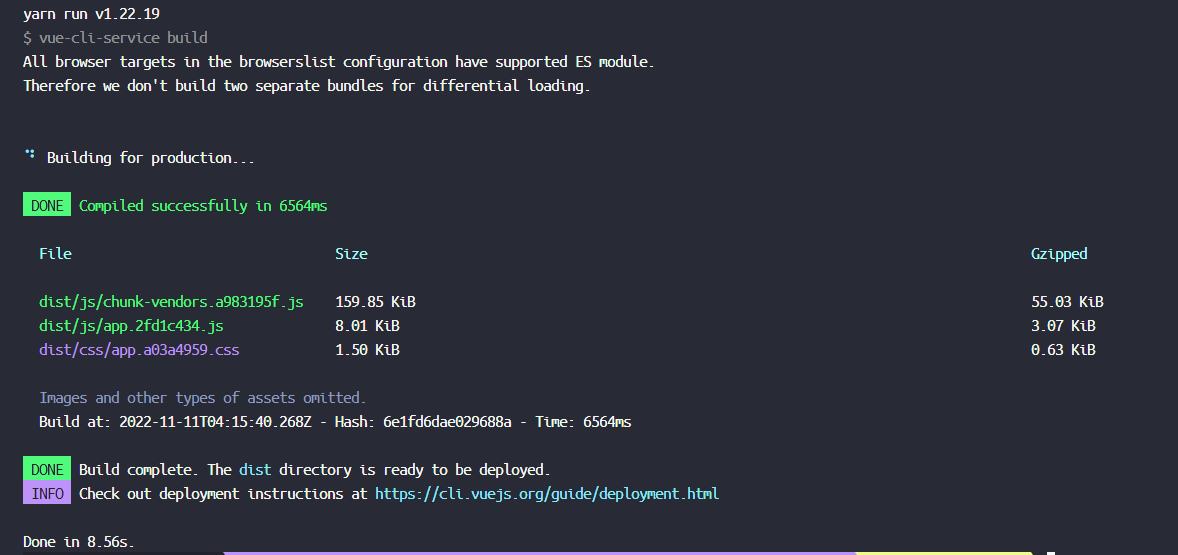 yarn run v1.22.19
$ vue-cli-service build
All browser targets in the browserslist configuration have supported ES module.
Therefore we don't build two separate bundles for differential loading.
Building for production...
DONE Compiled successfully in 6564ms
File Size Gzipped
dist/js/chunk-vendors.a983195f.js 159.85 KiB 55.03 KiB
dist/js/app.2fd1c434.js 8.01 KiB 3.07 KiB
dist/css/app.a03a4959.css 1.50 KiB 0.63 KiB
Images and other types of assets omitted.
Build at: 2022-11-11T04:15:40.268Z - Hash: 6e1fd6dae029688a - Time: 6564ms
DONE Build complete. The dist directory is ready to be deployed.
INFO Check out deployment instructions at https://cli.vuejs.org/guide/deployment.html
Done in 8.56s.